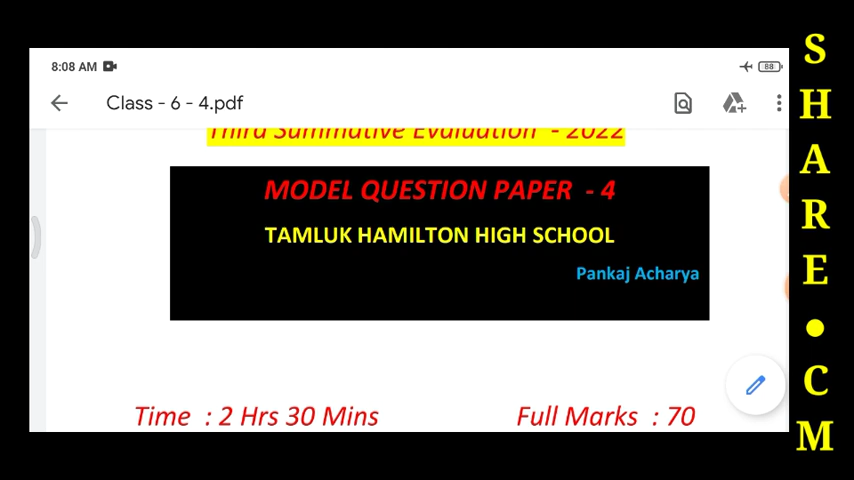 8:08 AM
88
Class - 6 - 4.pdf
Third Summative Evaluation - 2022
MODEL QUESTION PAPER - 4
TAMLUK HAMILTON HIGH SCHOOL
Pankaj Acharya
Time : 2 Hrs 30 Mins
Full Marks : 70
SHARE•CM